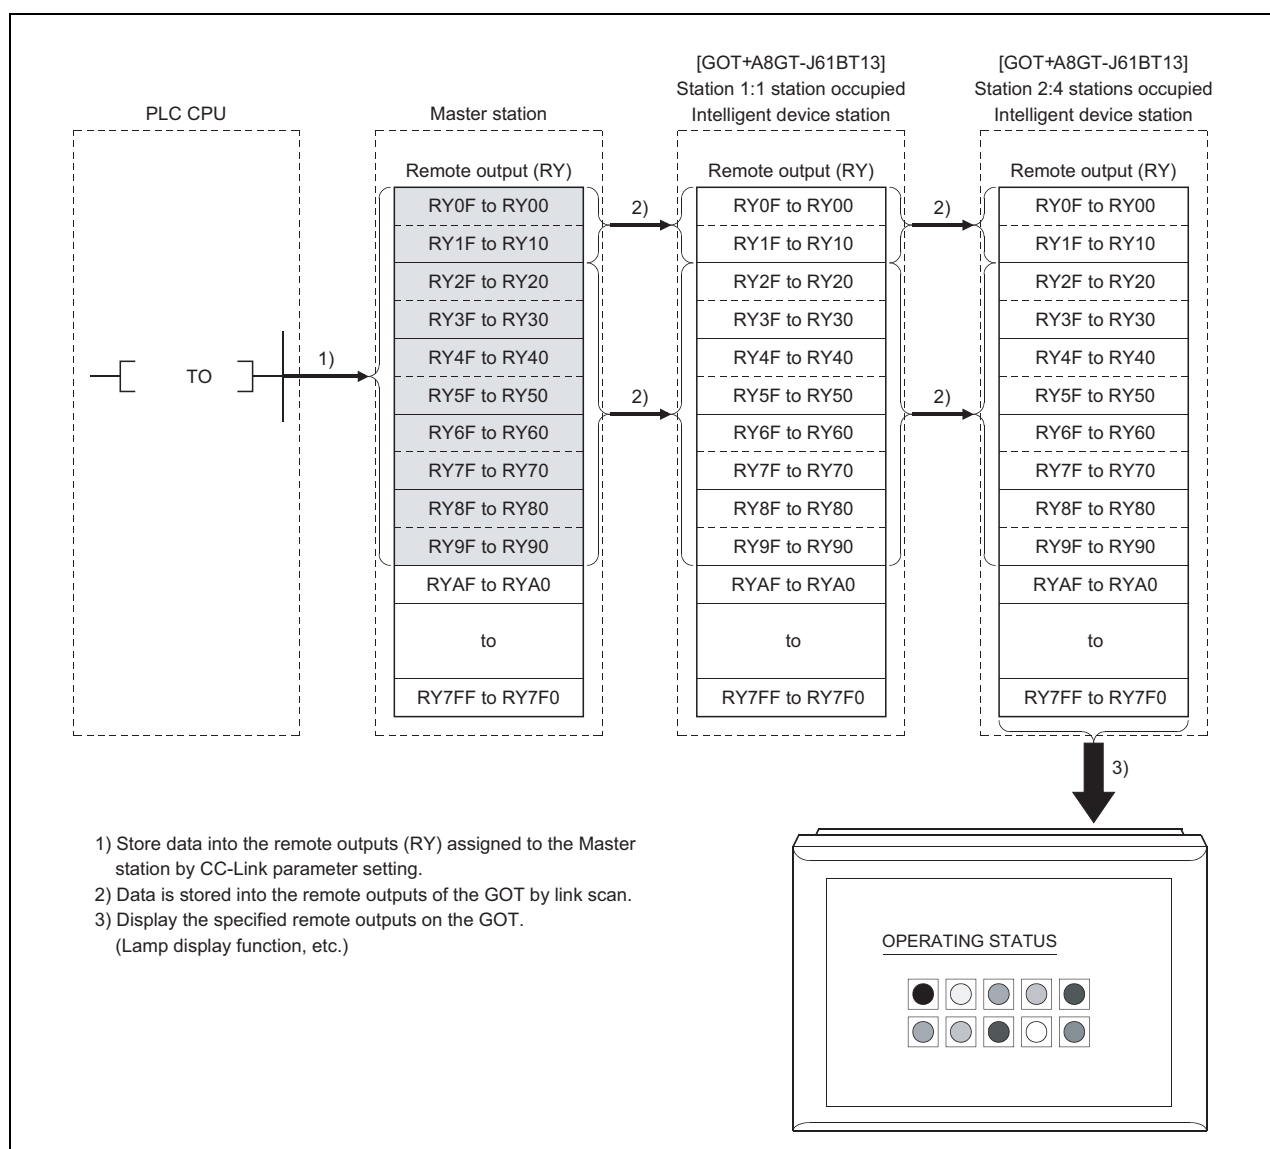 [GOT+A8GT-J61BT13]
Station 1:1 station occupied
Intelligent device station
[GOT+A8GT-J61BT13]
Station 2:4 stations occupied
Intelligent device station
PLC CPU
Master station
Remote output (RY)
Remote output (RY)
Remote output (RY)
RY0F to RY00
2)
RY0F to RY00
2)
RY0F to RY00
RY1F to RY10
RY1F to RY10
RY1F to RY10
RY2F to RY20
RY2F to RY20
RY2F to RY20
RY3F to RY30
RY3F to RY30
RY3F to RY30
TO
1)
RY4F to RY40
RY4F to RY40
RY4F to RY40
RY5F to RY50
2)
RY5F to RY50
2)
RY5F to RY50
RY6F to RY60
RY6F to RY60
RY6F to RY60
RY7F to RY70
RY7F to RY70
RY7F to RY70
RY8F to RY80
RY8F to RY80
RY8F to RY80
RY9F to RY90
RY9F to RY90
RY9F to RY90
RYAF to RYA0
RYAF to RYA0
RYAF to RYA0
to
to
to
RY7FF to RY7F0
RY7FF to RY7F0
RY7FF to RY7F0
3)
1) Store data into the remote outputs (RY) assigned to the Master
station by CC-Link parameter setting.
2) Data is stored into the remote outputs of the GOT by link scan.
3) Display the specified remote outputs on the GOT.
(Lamp display function, etc.)
OPERATING STATUS